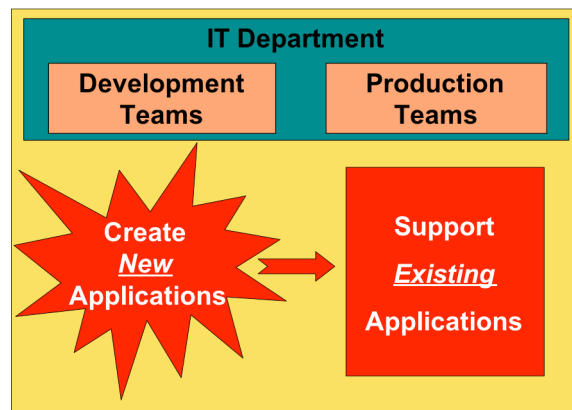 IT Department
Development
Teams
Production
Teams
Create
New
Applications
Support
Existing
Applications